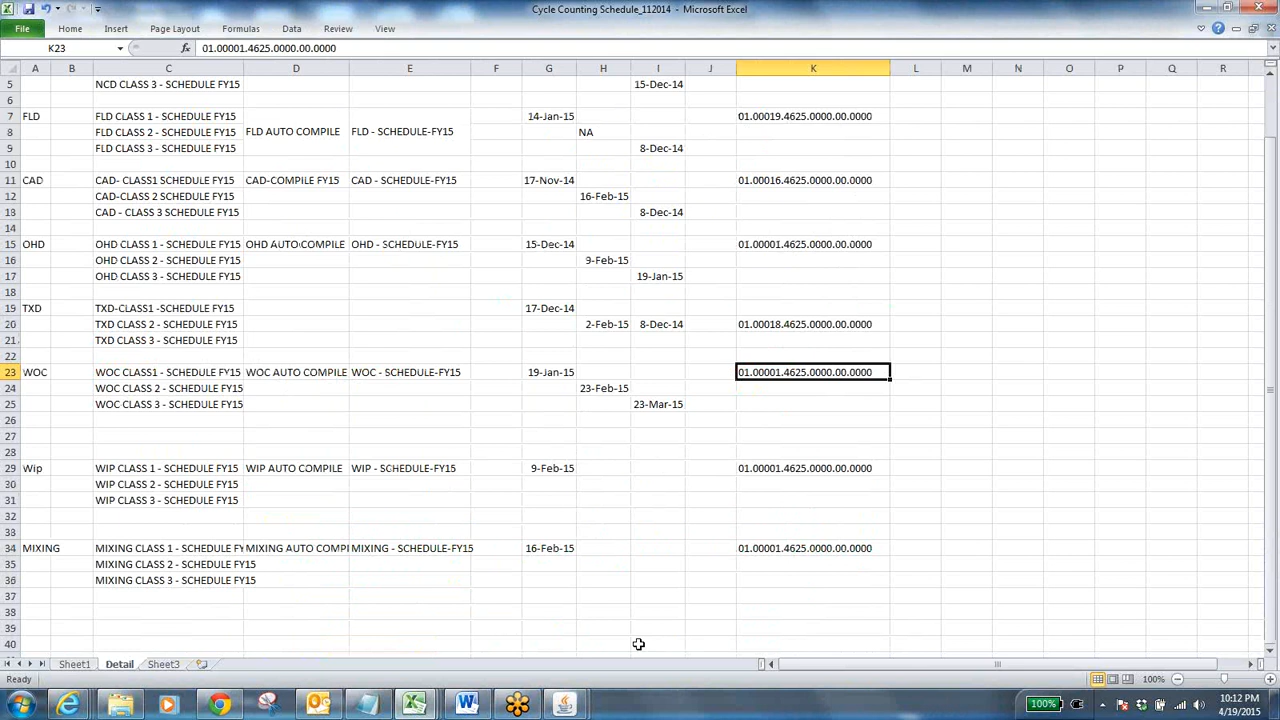 Cycle Counting Schedule_112014 - Microsoft Excel
File Home Insert Page Layout Formulas Data Review View
K23 fx 01.00001.4625.0000.00.0000
A B C D E F G H I J K L M N O P Q R
5 NCD CLASS 3 - SCHEDULE FY15 15-Dec-14
6
7 FLD FLD CLASS 1 - SCHEDULE FY15 14-Jan-15 01.00019.4625.0000.00.0000
8 FLD CLASS 2 - SCHEDULE FY15 FLD AUTO COMPILE FLD - SCHEDULE-FY15 NA
9 FLD CLASS 3 - SCHEDULE FY15 8-Dec-14
10
11 CAD CAD- CLASS1 SCHEDULE FY15 CAD-COMPILE FY15 CAD - SCHEDULE-FY15 17-Nov-14 01.00016.4625.0000.00.0000
12 CAD-CLASS 2 SCHEDULE FY15 16-Feb-15
13 CAD - CLASS 3 SCHEDULE FY15 8-Dec-14
14
15 OHD OHD CLASS 1 - SCHEDULE FY15 OHD AUTO COMPILE OHD - SCHEDULE-FY15 15-Dec-14 01.00001.4625.0000.00.0000
16 OHD CLASS 2 - SCHEDULE FY15 9-Feb-15
17 OHD CLASS 3 - SCHEDULE FY15 19-Jan-15
18
19 TXD TXD-CLASS1 -SCHEDULE FY15 17-Dec-14
20 TXD CLASS 2 - SCHEDULE FY15 2-Feb-15 8-Dec-14 01.00018.4625.0000.00.0000
21 TXD CLASS 3 - SCHEDULE FY15
22
23 WOC WOC CLASS1 - SCHEDULE FY15 WOC AUTO COMPILE WOC - SCHEDULE-FY15 19-Jan-15 01.00001.4625.0000.00.0000
24 WOC CLASS 2 - SCHEDULE FY15 23-Feb-15
25 WOC CLASS 3 - SCHEDULE FY15 23-Mar-15
26
27
28
29 Wip WIP CLASS 1 - SCHEDULE FY15 WIP AUTO COMPILE WIP - SCHEDULE-FY15 9-Feb-15 01.00001.4625.0000.00.0000
30 WIP CLASS 2 - SCHEDULE FY15
31 WIP CLASS 3 - SCHEDULE FY15
32
33
34 MIXING MIXING CLASS 1 - SCHEDULE FY MIXING AUTO COMPI MIXING - SCHEDULE-FY15 16-Feb-15 01.00001.4625.0000.00.0000
35 MIXING CLASS 2 - SCHEDULE FY15
36 MIXING CLASS 3 - SCHEDULE FY15
37
38
39
40
Sheet1 Detail Sheet3
Ready 100%
100% 10:12 PM
4/19/2015